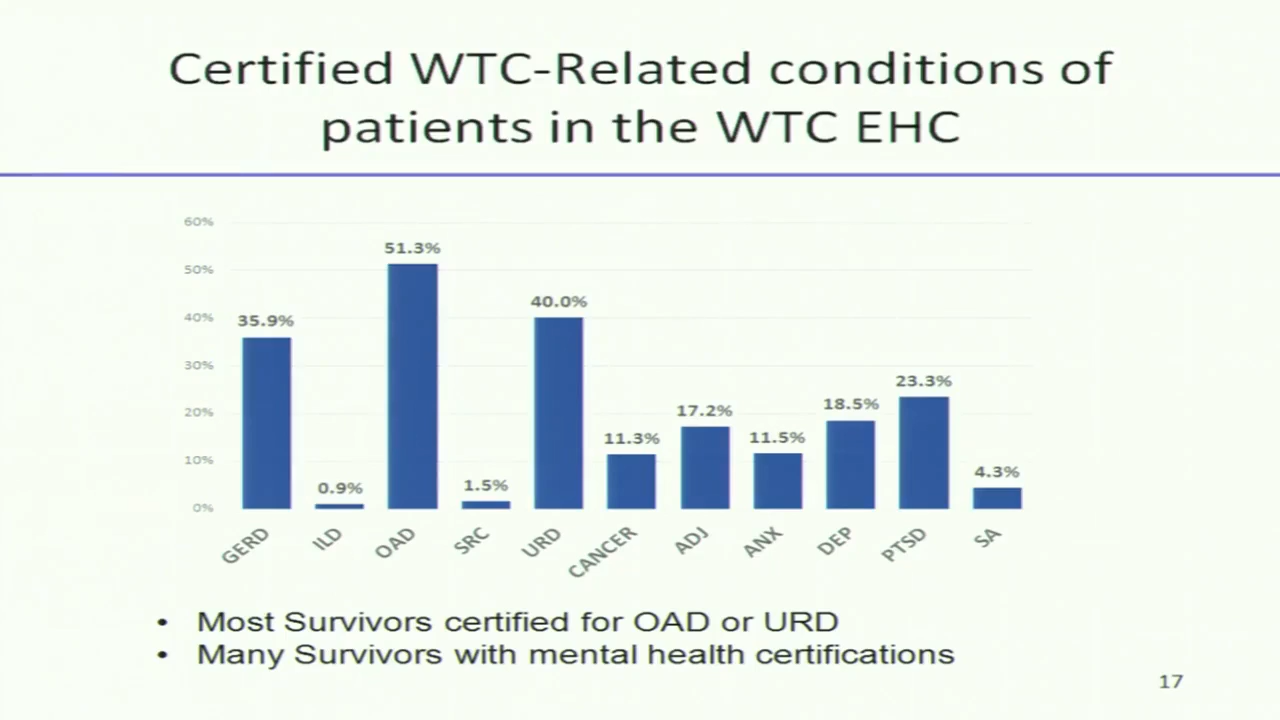 Certified WTC-Related conditions of
patients in the WTC EHC
60%
50%
40%
30%
20%
10%
0%
35.9%
0.9%
51.3%
1.5%
40.0%
11.3%
17.2%
11.5%
18.5%
23.3%
4.3%
GERD
ILD
OAD
SRC
URD
CANCER
ADJ
ANX
DEP
PTSD
SA
• Most Survivors certified for OAD or URD
• Many Survivors with mental health certifications
17